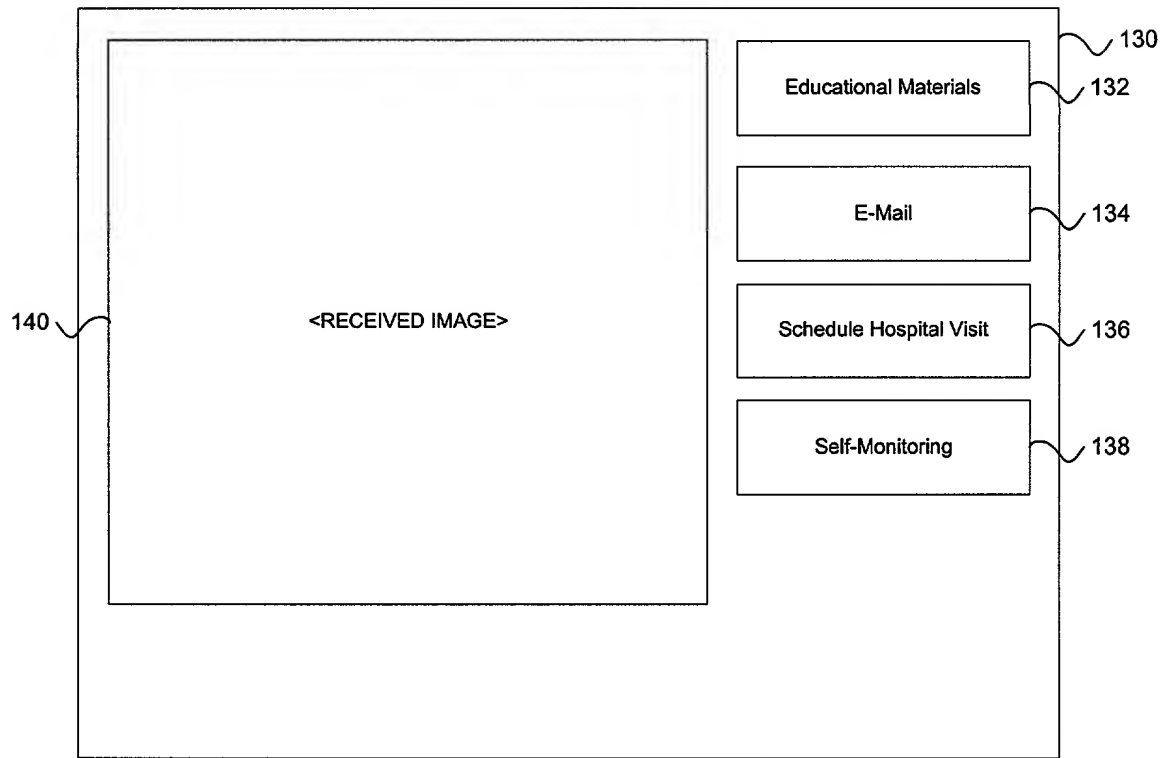 130
Educational Materials
132
E-Mail
134
140
<RECEIVED IMAGE>
Schedule Hospital Visit
136
Self-Monitoring
138